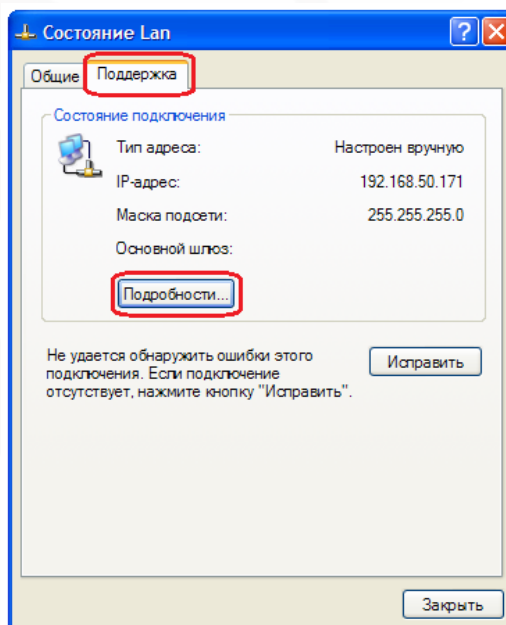 Состояние Lan
Общие Поддержка
Состояние подключения
Тип адреса: Настроен вручную
IP-адрес: 192.168.50.171
Маска подсети: 255.255.255.0
Основной шлюз:
Подробности...
Не удается обнаружить ошибки этого
подключения. Если подключение
отсутствует, нажмите кнопку "Исправить".
Исправить
Закрыть